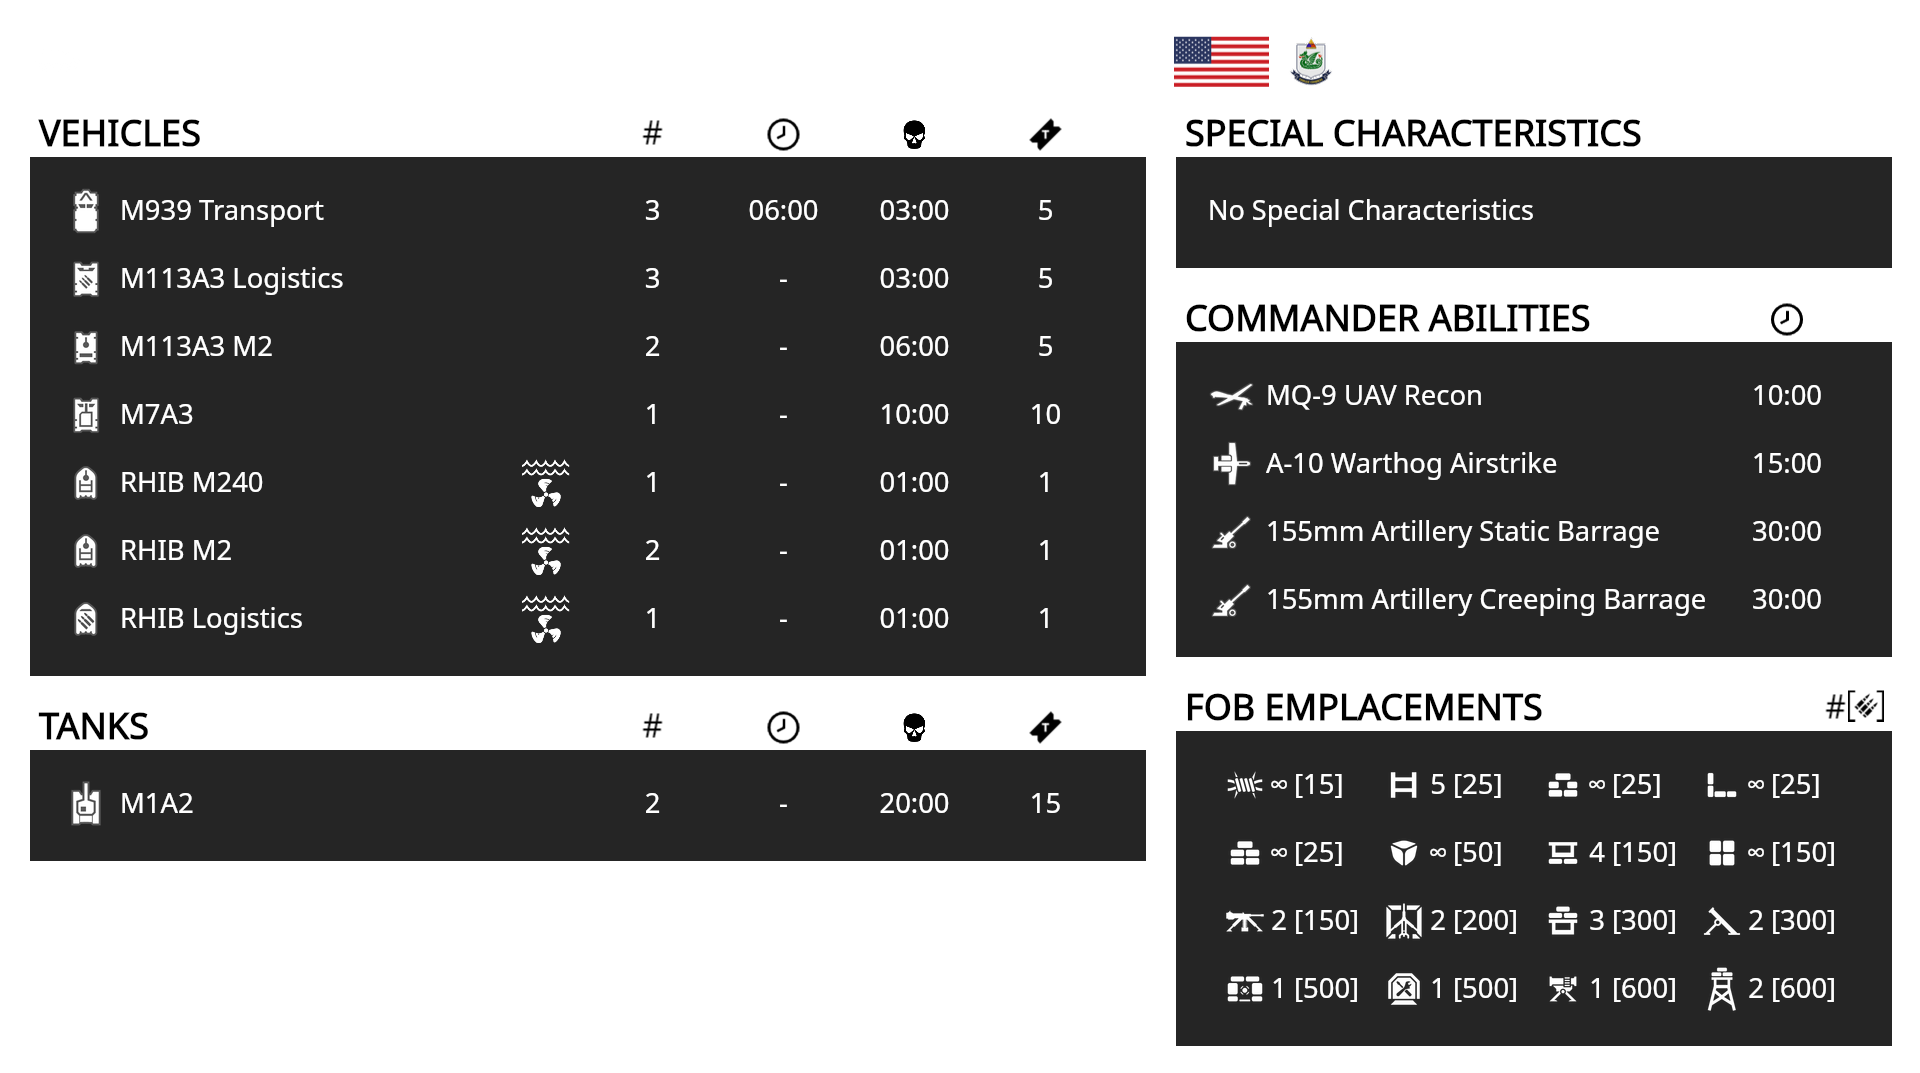 VEHICLES #
M939 Transport 3 06:00 03:00 5
M113A3 Logistics 3 - 03:00 5
M113A3 M2 2 - 06:00 5
M7A3 1 - 10:00 10
RHIB M240 1 - 01:00 1
RHIB M2 2 - 01:00 1
RHIB Logistics 1 - 01:00 1
TANKS #
M1A2 2 - 20:00 15
SPECIAL CHARACTERISTICS
No Special Characteristics
COMMANDER ABILITIES
MQ-9 UAV Recon 10:00
A-10 Warthog Airstrike 15:00
155mm Artillery Static Barrage 30:00
155mm Artillery Creeping Barrage 30:00
FOB EMPLACEMENTS #[ ]
∞ [15] 5 [25] ∞ [25] ∞ [25]
∞ [25] ∞ [50] 4 [150] ∞ [150]
2 [150] 2 [200] 3 [300] 2 [300]
1 [500] 1 [500] 1 [600] 2 [600]